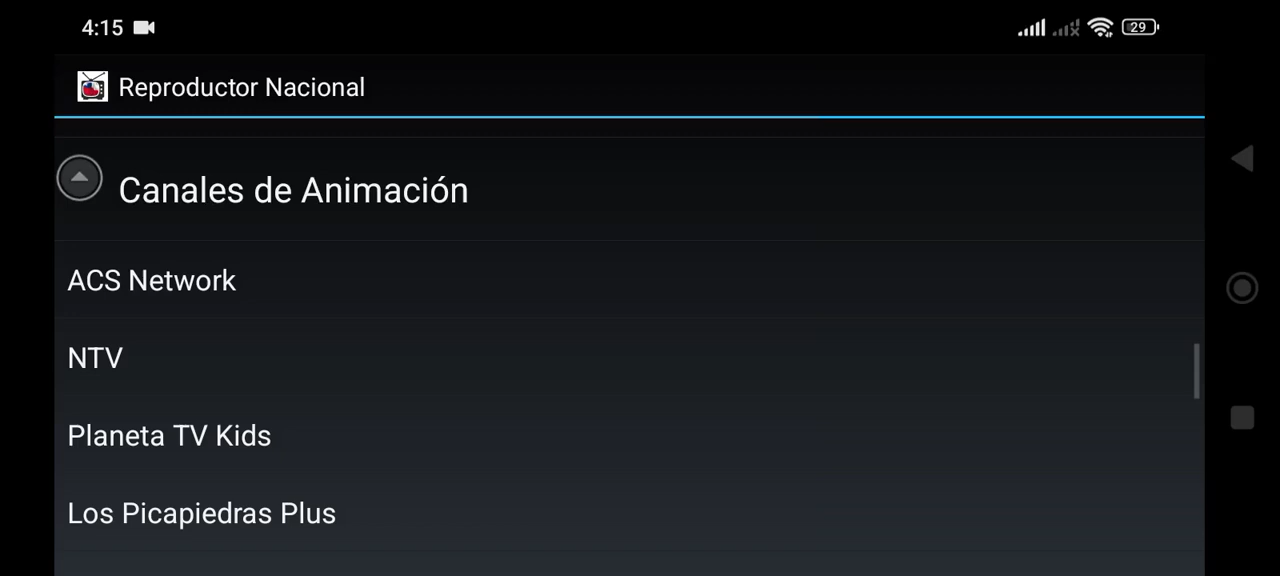 4:15
29
Reproductor Nacional
Canales de Animación
ACS Network
NTV
Planeta TV Kids
Los Picapiedras Plus